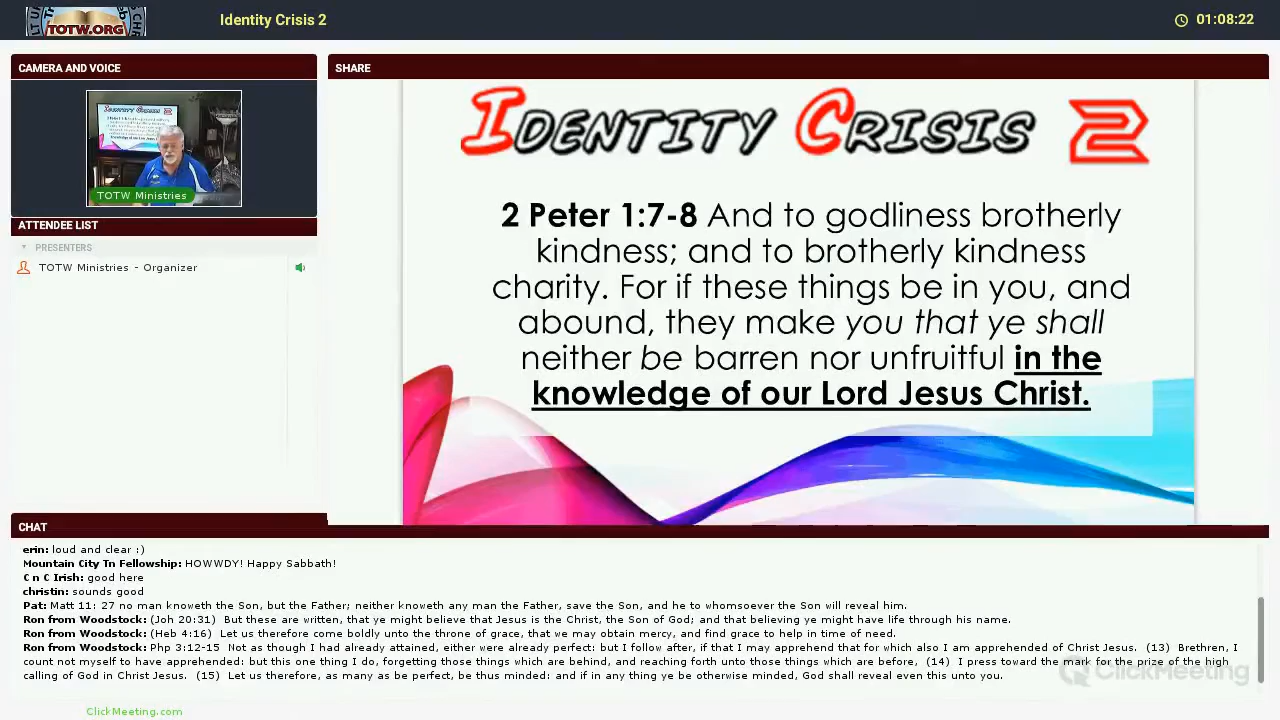 TOTW.ORG
Identity Crisis 2
01:08:22
CAMERA AND VOICE
SHARE
IDENTITY CRISIS 2
TOTW Ministries
ATTENDEE LIST
PRESENTERS
TOTW Ministries - Organizer
IDENTITY CRISIS 2
2 Peter 1:7-8 And to godliness brotherly
kindness; and to brotherly kindness
charity. For if these things be in you, and
abound, they make you that ye shall
neither be barren nor unfruitful in the
knowledge of our Lord Jesus Christ.
CHAT
erin: loud and clear :)
Mountain City Tn Fellowship: HOWWDY! Happy Sabbath!
C n C Irish: good here
christin: sounds good
Pat: Matt 11: 27 no man knoweth the Son, but the Father; neither knoweth any man the Father, save the Son, and he to whomsoever the Son will reveal him.
Ron from Woodstock: (Joh 20:31) But these are written, that ye might believe that Jesus is the Christ, the Son of God; and that believing ye might have life through his name.
Ron from Woodstock: (Heb 4:16) Let us therefore come boldly unto the throne of grace, that we may obtain mercy, and find grace to help in time of need.
Ron from Woodstock: Php 3:12-15 Not as though I had already attained, either were already perfect: but I follow after, if that I may apprehend that for which also I am apprehended of Christ Jesus. (13) Brethren, I
count not myself to have apprehended: but this one thing I do, forgetting those things which are behind, and reaching forth unto those things which are before, (14) I press toward the mark for the prize of the high
calling of God in Christ Jesus. (15) Let us therefore, as many as be perfect, be thus minded: and if in any thing ye be otherwise minded, God shall reveal even this unto you.
ClickMeeting
ClickMeeting.com